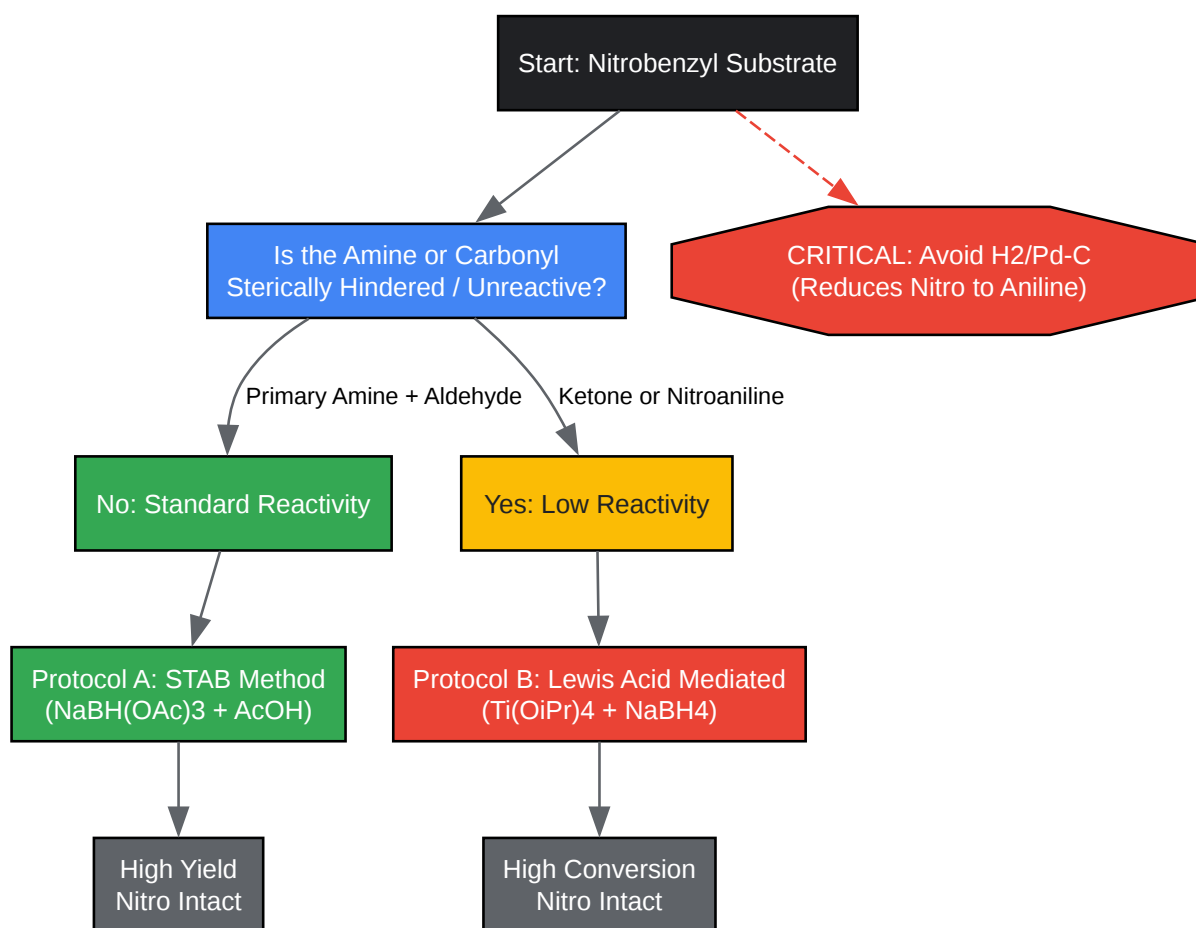 Start: Nitrobenzyl Substrate
Is the Amine or Carbonyl
Sterically Hindered / Unreactive?
CRITICAL: Avoid H2/Pd-C
(Reduces Nitro to Aniline)
Primary Amine + Aldehyde
Ketone or Nitroaniline
No: Standard Reactivity
Yes: Low Reactivity
Protocol A: STAB Method
(NaBH(OAc)3 + AcOH)
Protocol B: Lewis Acid Mediated
(Ti(OiPr)4 + NaBH4)
High Yield
Nitro Intact
High Conversion
Nitro Intact